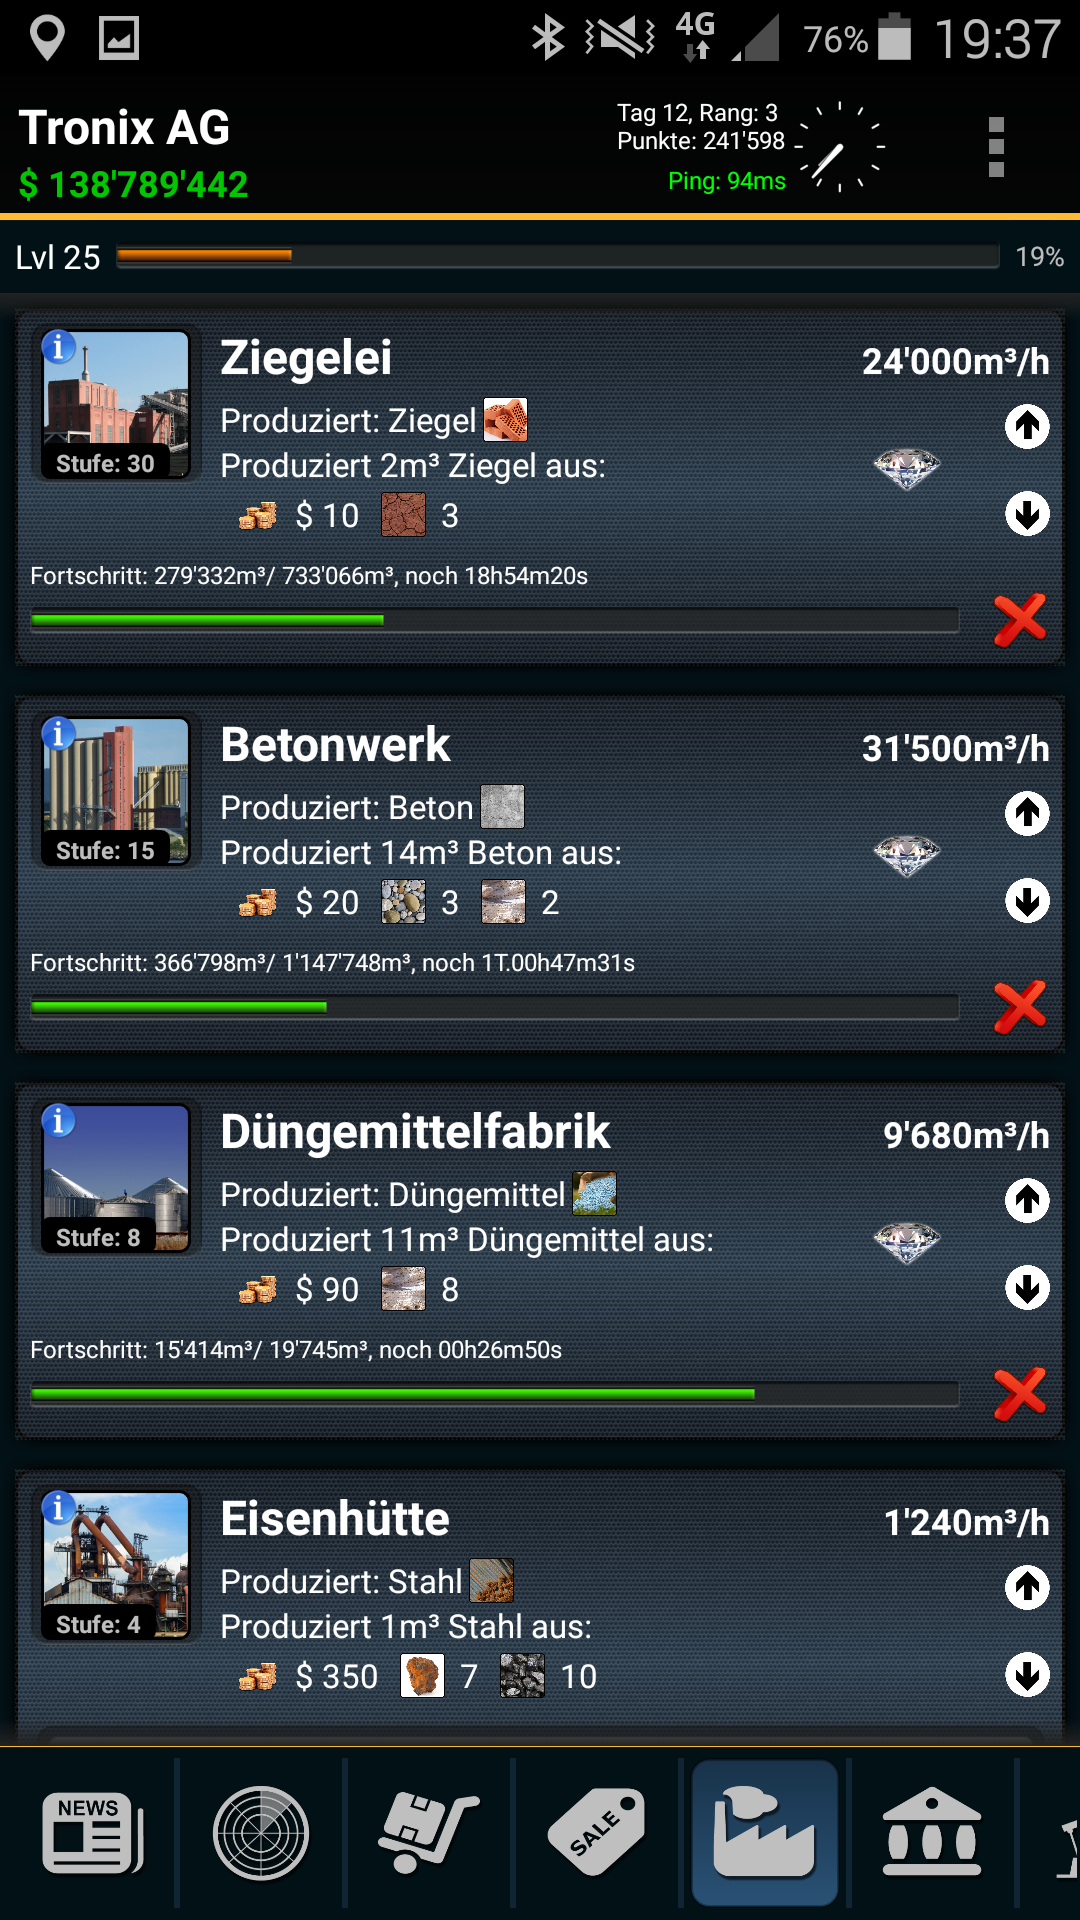 4G 76% 19:37
Tronix AG
$ 138'789'442
Tag 12, Rang: 3
Punkte: 241'598
Ping: 94ms
Lvl 25 19%
Ziegelei 24'000m³/h
Produziert: Ziegel
Produziert 2m³ Ziegel aus:
Stufe: 30
$ 10 3
Fortschritt: 279'332m³/ 733'066m³, noch 18h54m20s
Betonwerk 31'500m³/h
Produziert: Beton
Produziert 14m³ Beton aus:
Stufe: 15
$ 20 3 2
Fortschritt: 366'798m³/ 1'147'748m³, noch 1T.00h47m31s
Düngemittelfabrik 9'680m³/h
Produziert: Düngemittel
Produziert 11m³ Düngemittel aus:
Stufe: 8
$ 90 8
Fortschritt: 15'414m³/ 19'745m³, noch 00h26m50s
Eisenhütte 1'240m³/h
Produziert: Stahl
Produziert 1m³ Stahl aus:
Stufe: 4
$ 350 7 10
NEWS
SALE